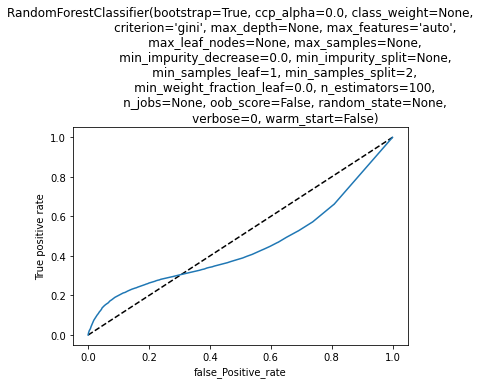 RandomForestClassifier(bootstrap=True, ccp_alpha=0.0, class_weight=None,
criterion='gini', max_depth=None, max_features='auto',
max_leaf_nodes=None, max_samples=None,
min_impurity_decrease=0.0, min_impurity_split=None,
min_samples_leaf=1, min_samples_split=2,
min_weight_fraction_leaf=0.0, n_estimators=100,
n_jobs=None, oob_score=False, random_state=None,
verbose=0, warm_start=False)
1.0
0.8
0.6
0.4
0.2
0.0
True positive rate
0.0 0.2 0.4 0.6 0.8 1.0
false_Positive_rate